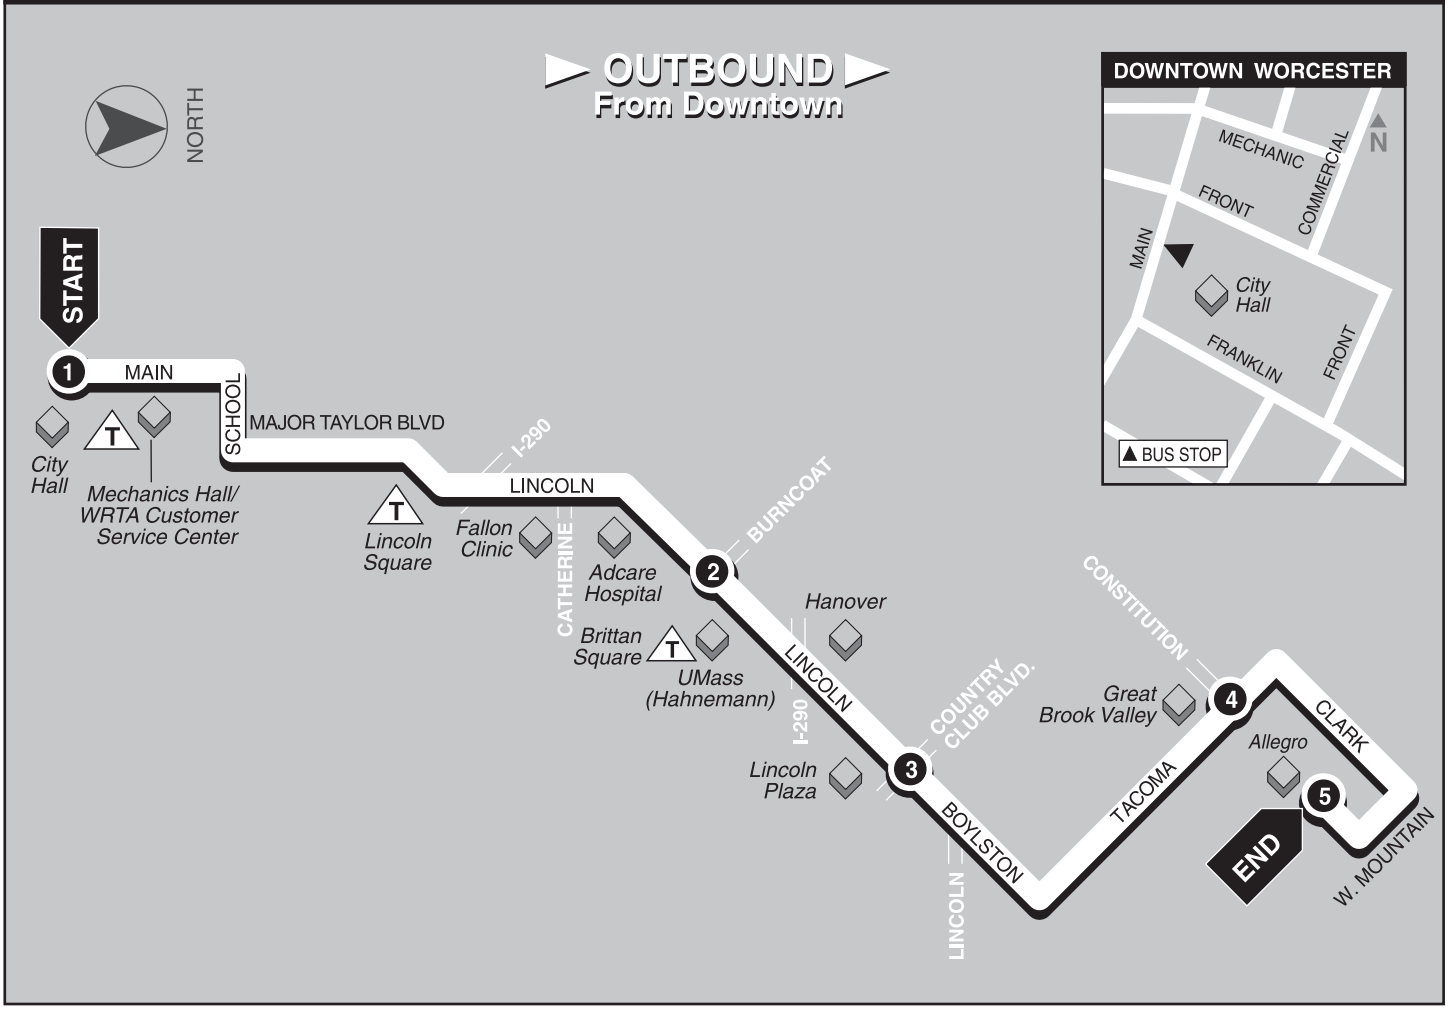 OUTBOUND
From Downtown
NORTH
START
1
MAIN
SCHOOL
MAJOR TAYLOR BLVD
City
Hall
T
Mechanics Hall/
WRTA Customer
Service Center
I-290
LINCOLN
T
Lincoln
Square
Fallon
Clinic
CATHERINE
Adcare
Hospital
2
BURNCOAT
Brittan
Square
T
UMass
(Hahnemann)
Hanover
LINCOLN
I-290
Lincoln
Plaza
3
COUNTRY
CLUB BLVD.
BOYLSTON
LINCOLN
TACOMA
CONSTITUTION
Great
Brook Valley
4
CLARK
Allegro
5
W. MOUNTAIN
END
DOWNTOWN WORCESTER
MECHANIC
COMMERCIAL
N
FRONT
MAIN
City
Hall
FRANKLIN
FRONT
BUS STOP